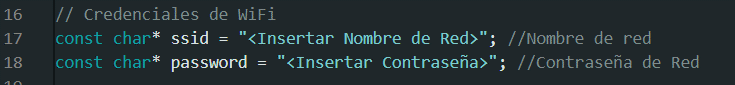 16 // Credenciales de WiFi
17 const char* ssid = "<Insertar Nombre de Red>"; //Nombre de red
18 const char* password = "<Insertar Contraseña>"; //Contraseña de Red